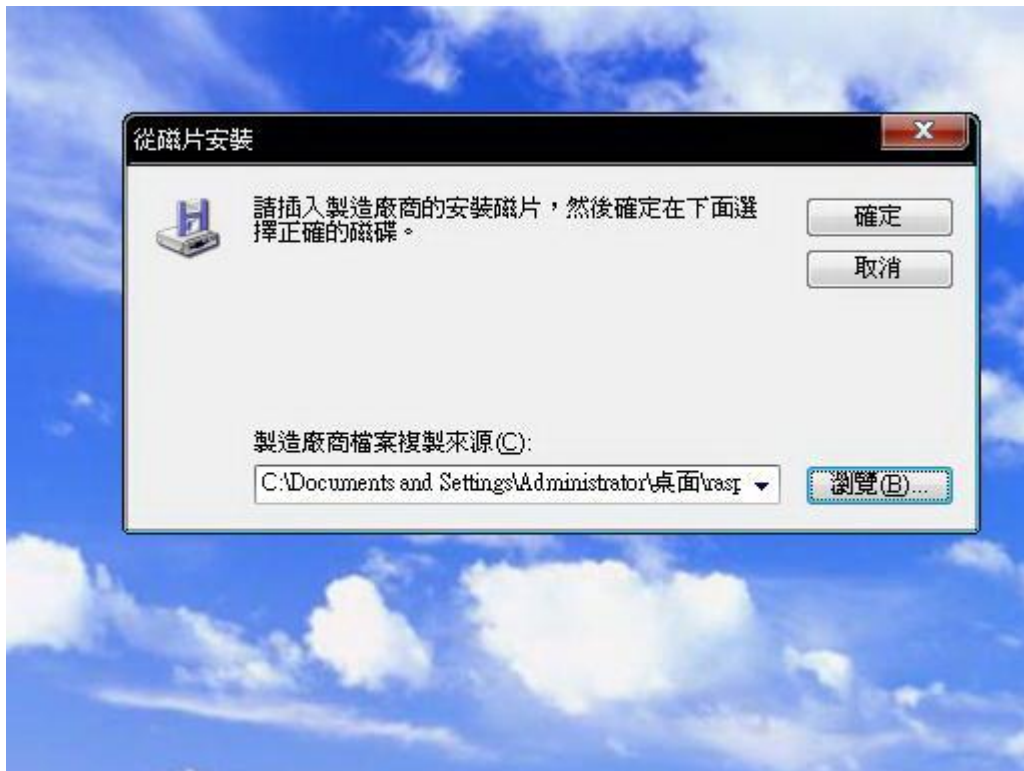 從磁片安裝
請插入製造廠商的安裝磁片，然後確定在下面選
擇正確的磁碟。
確定
取消
製造廠商檔案複製來源(C):
C:\Documents and Settings\Administrator\桌面\rasp
瀏覽(B)...